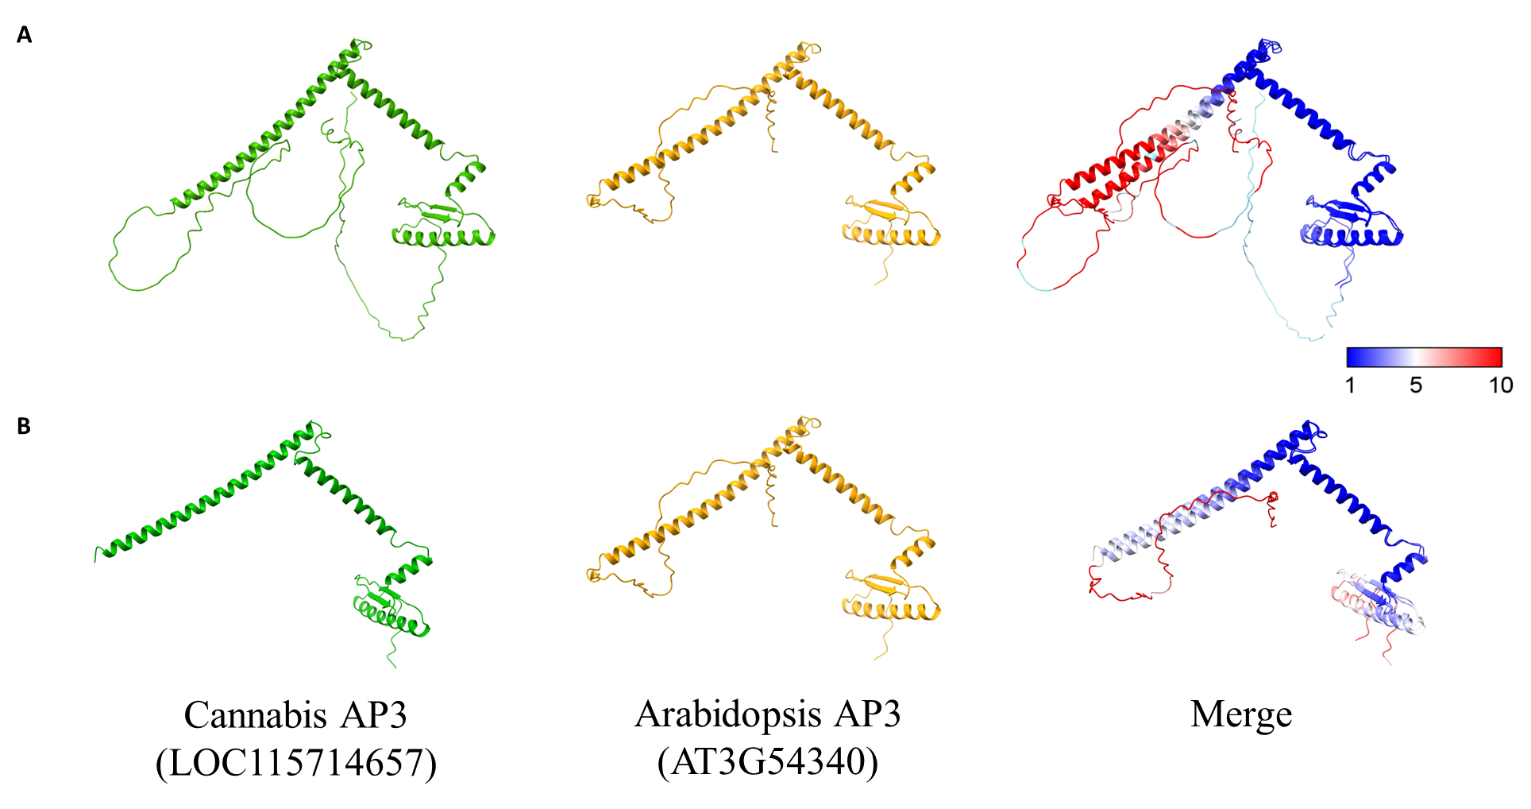 A
1 5 10
B
Cannabis AP3
(LOC115714657)
Arabidopsis AP3
(AT3G54340)
Merge